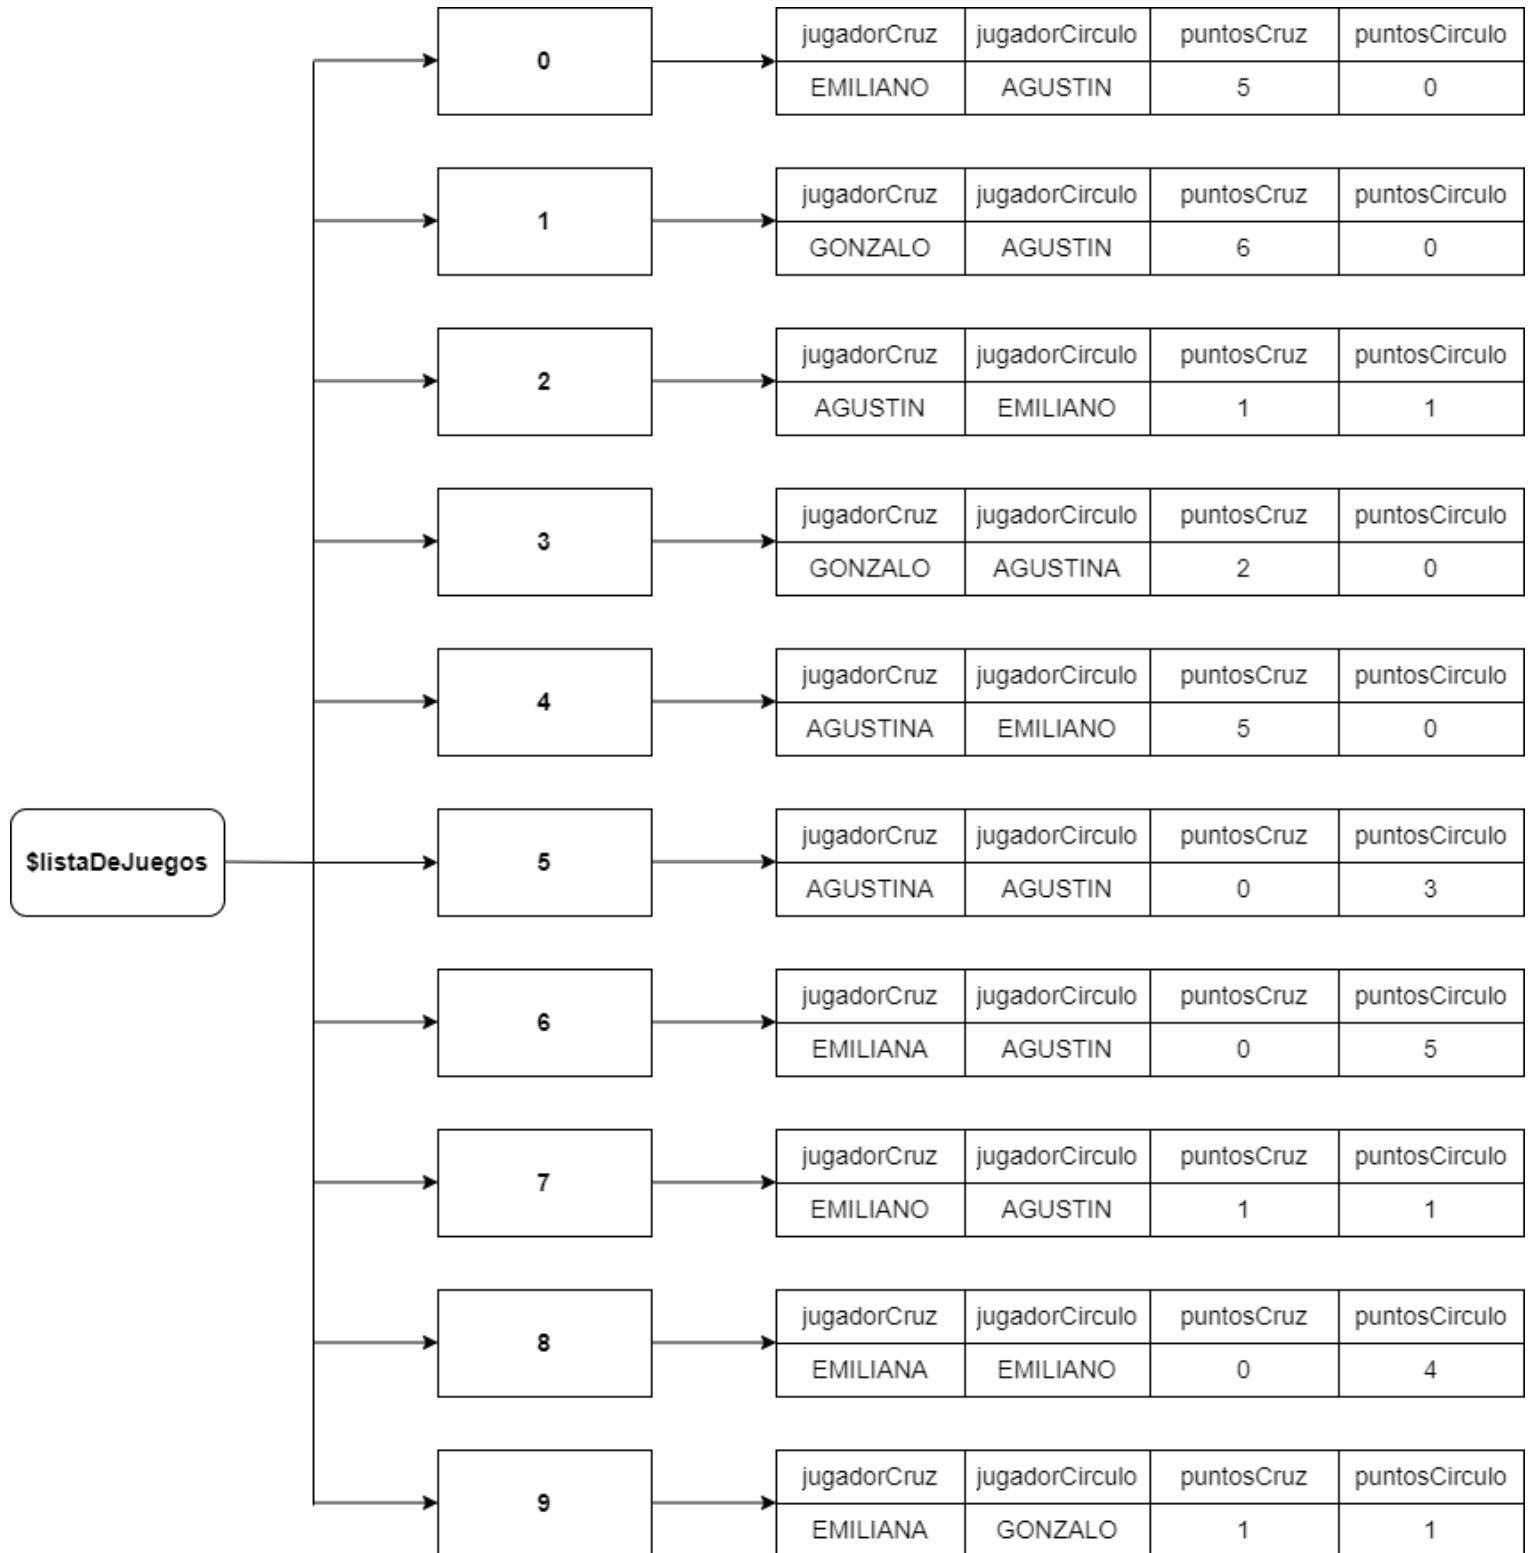 0
jugadorCruz jugadorCirculo puntosCruz puntosCirculo
EMILIANO AGUSTIN 5 0
1
jugadorCruz jugadorCirculo puntosCruz puntosCirculo
GONZALO AGUSTIN 6 0
2
jugadorCruz jugadorCirculo puntosCruz puntosCirculo
AGUSTIN EMILIANO 1 1
3
jugadorCruz jugadorCirculo puntosCruz puntosCirculo
GONZALO AGUSTINA 2 0
4
jugadorCruz jugadorCirculo puntosCruz puntosCirculo
AGUSTINA EMILIANO 5 0
$listaDeJuegos
5
jugadorCruz jugadorCirculo puntosCruz puntosCirculo
AGUSTINA AGUSTIN 0 3
6
jugadorCruz jugadorCirculo puntosCruz puntosCirculo
EMILIANA AGUSTIN 0 5
7
jugadorCruz jugadorCirculo puntosCruz puntosCirculo
EMILIANO AGUSTIN 1 1
8
jugadorCruz jugadorCirculo puntosCruz puntosCirculo
EMILIANA EMILIANO 0 4
9
jugadorCruz jugadorCirculo puntosCruz puntosCirculo
EMILIANA GONZALO 1 1